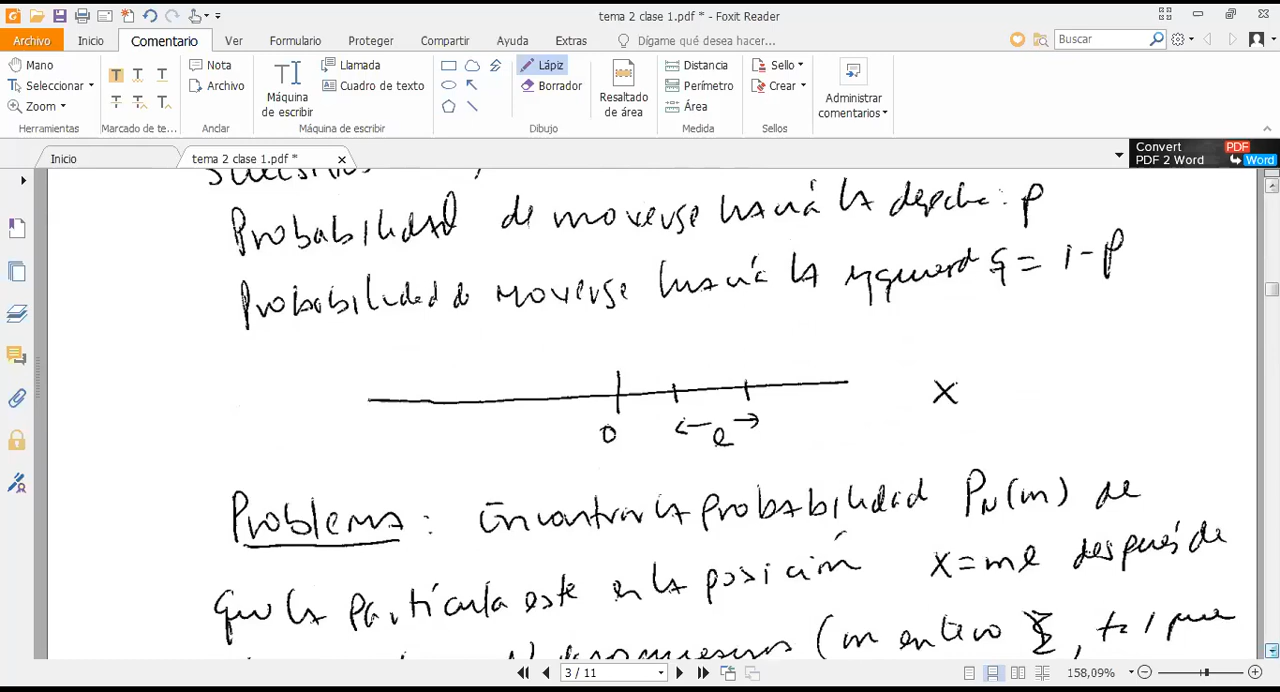 tema 2 clase 1.pdf * - Foxit Reader
Archivo Inicio Comentario Ver Formulario Proteger Compartir Ayuda Extras Dígame qué desea hacer... Buscar
Mano T T T Nota Llamada Lápiz Distancia Sello
Seleccionar Archivo Cuadro de texto Borrador Perímetro Crear
Zoom Máquina de escribir Resaltado de área Área Administrar comentarios
Herramientas Marcado de te... Anclar Máquina de escribir Dibujo Medida Sellos
Inicio tema 2 clase 1.pdf * Convert PDF 2 Word PDF Word
Probabilidad de moverse hacia la derecha: p
Probabilidad de moverse hacia la q = 1-p
0 l x
Problema: Encontrar la probabilidad PN(m) de
que la partícula este en la posición x=ml después de
(m entero
3 / 11 158,09%